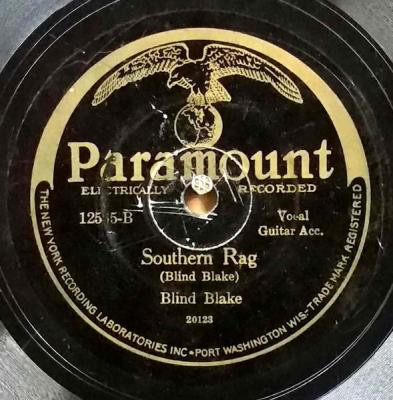 Paramount
ELECTRICALLY RECORDED
12565-B
Vocal
Guitar Acc.
Southern Rag
(Blind Blake)
Blind Blake
20123
THE NEW YORK RECORDING LABORATORIES INC•PORT WASHINGTON WIS-TRADE MARK REGISTERED